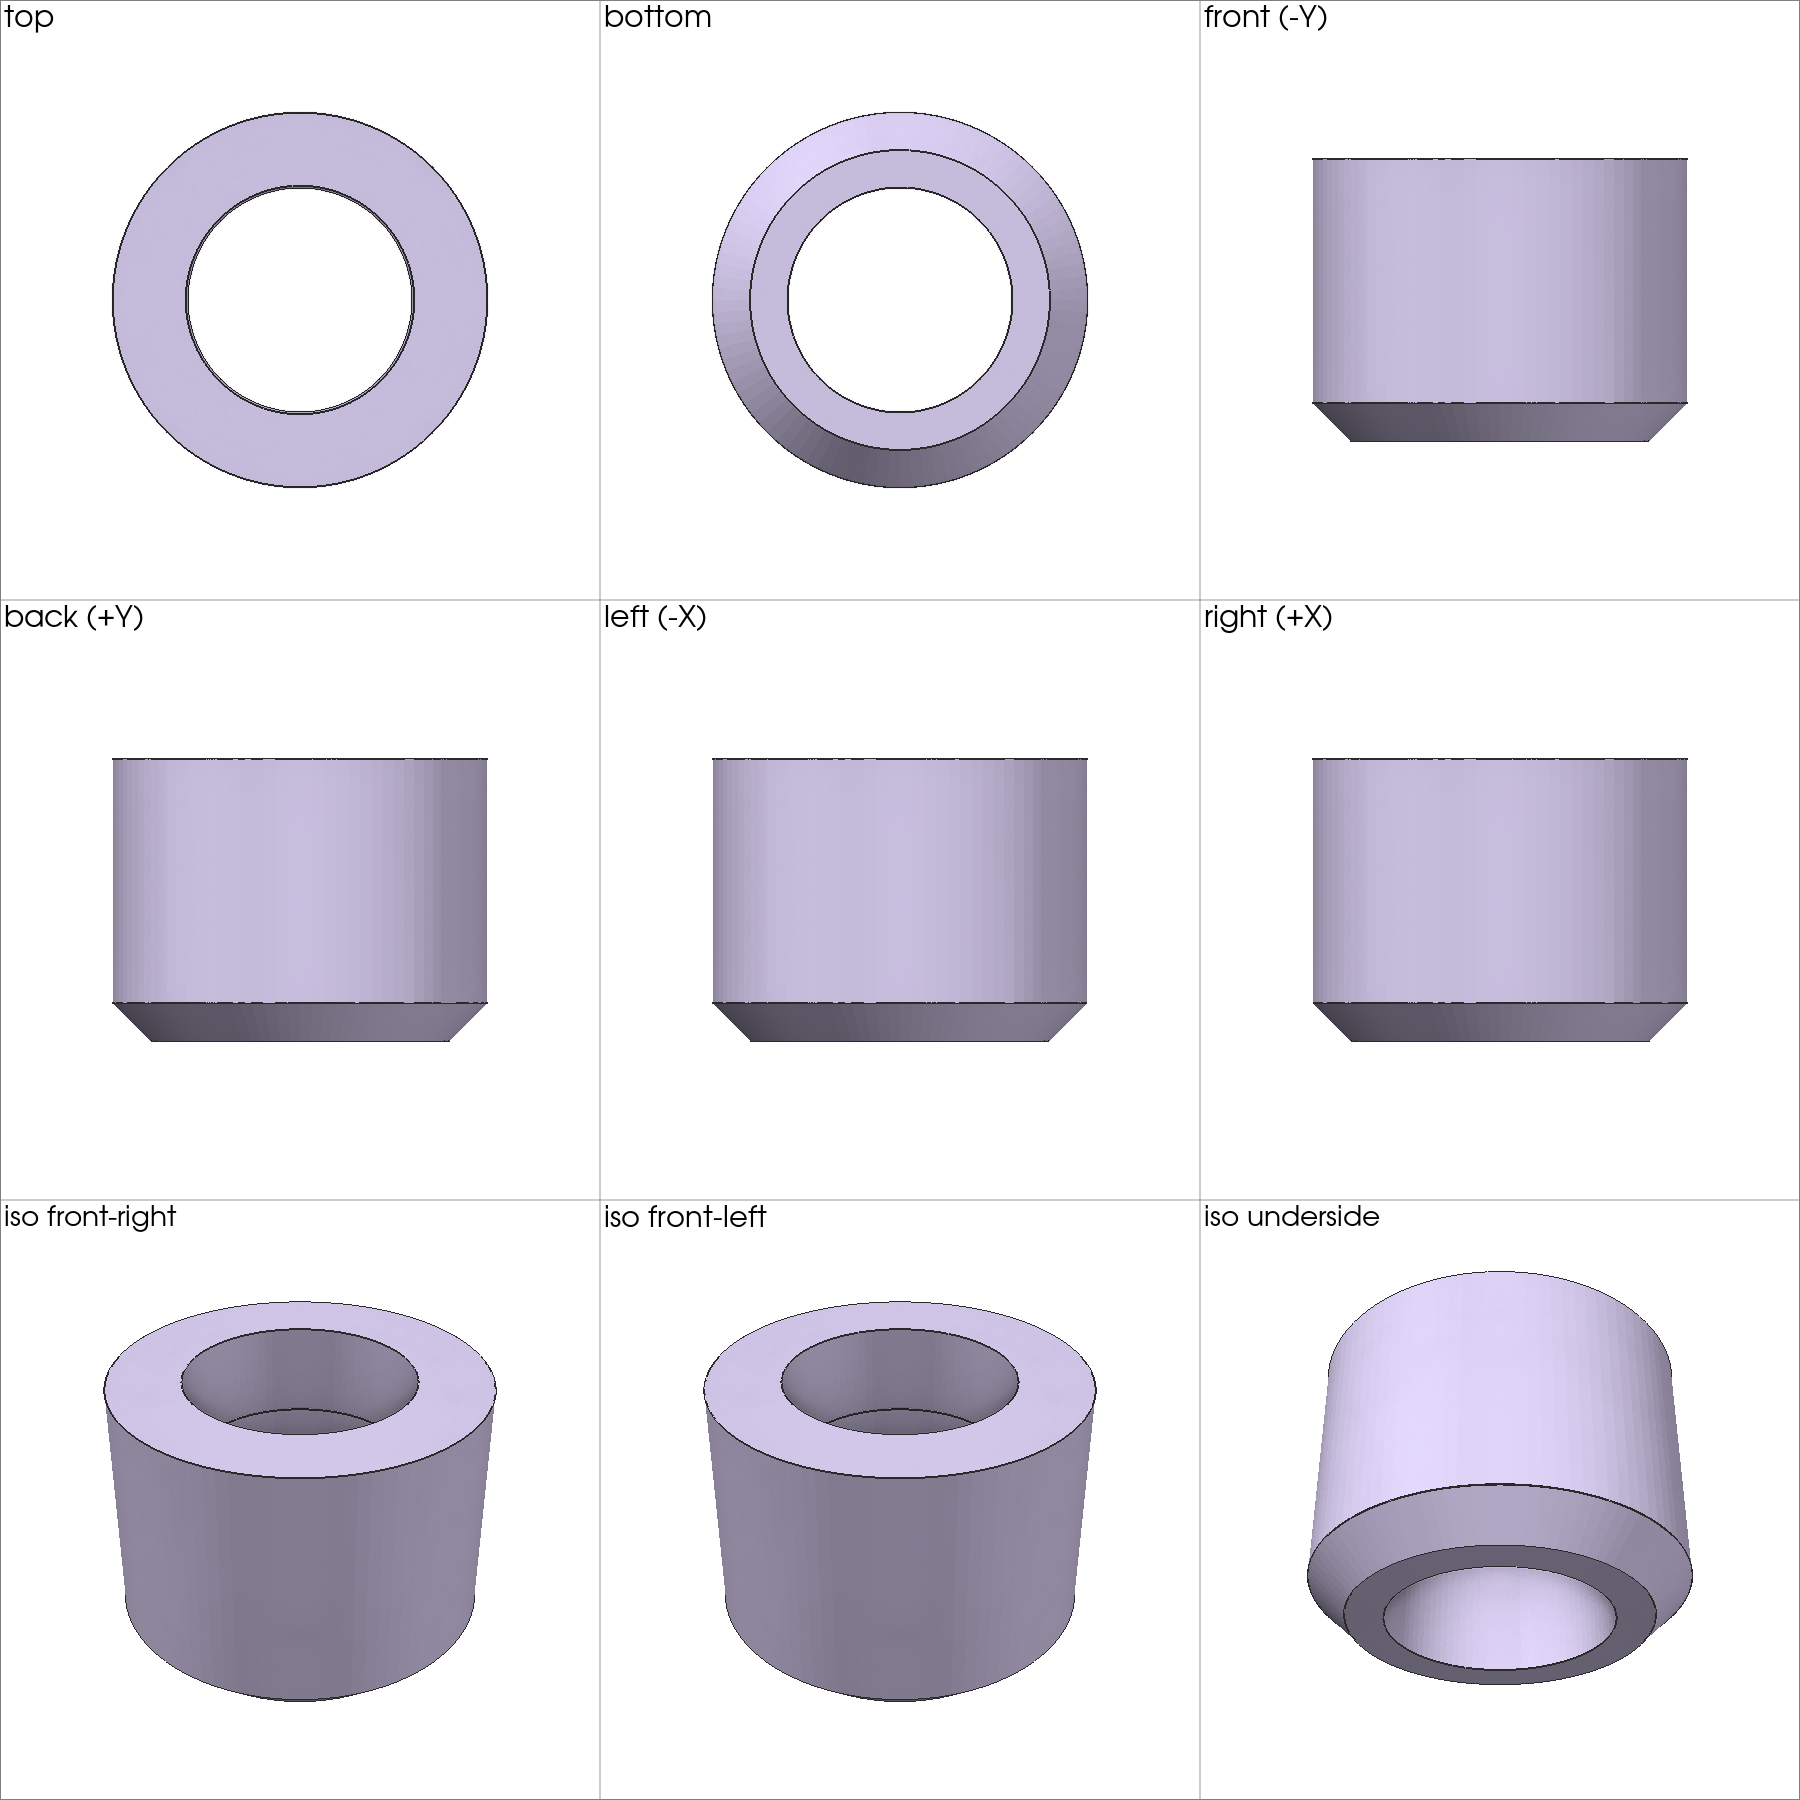 top
bottom
front (-Y)
back (+Y)
left (-X)
right (+X)
iso front-right
iso front-left
iso underside